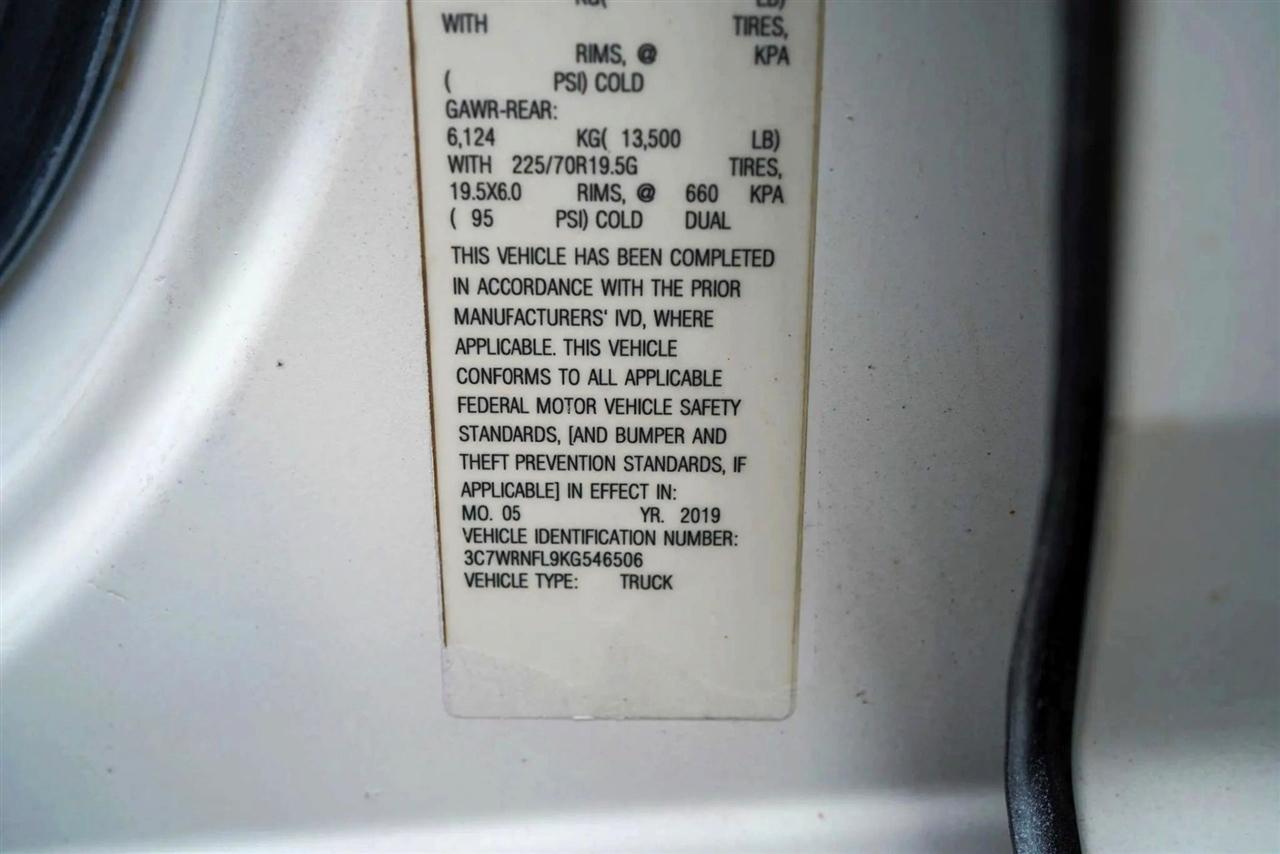 KG( LB)
WITH TIRES,
RIMS, @ KPA
( PSI) COLD
GAWR-REAR:
6,124 KG( 13,500 LB)
WITH 225/70R19.5G TIRES,
19.5X6.0 RIMS, @ 660 KPA
( 95 PSI) COLD DUAL
THIS VEHICLE HAS BEEN COMPLETED
IN ACCORDANCE WITH THE PRIOR
MANUFACTURERS' IVD, WHERE
APPLICABLE. THIS VEHICLE
CONFORMS TO ALL APPLICABLE
FEDERAL MOTOR VEHICLE SAFETY
STANDARDS, [AND BUMPER AND
THEFT PREVENTION STANDARDS, IF
APPLICABLE] IN EFFECT IN:
MO. 05 YR. 2019
VEHICLE IDENTIFICATION NUMBER:
3C7WRNFL9KG546506
VEHICLE TYPE: TRUCK